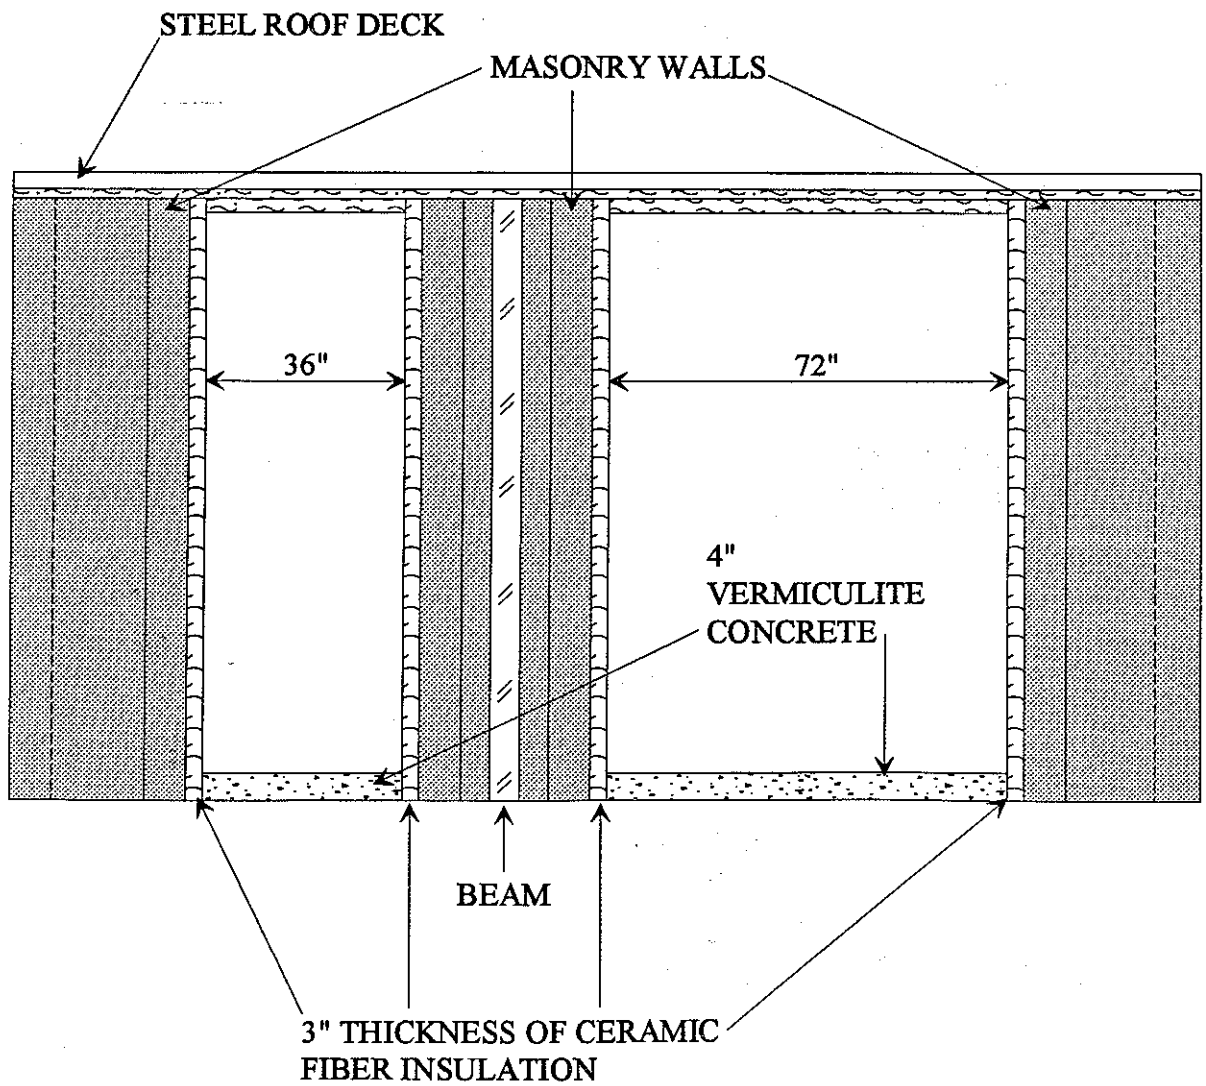 STEEL ROOF DECK
MASONRY WALLS
36"
72"
4"
VERMICULITE
CONCRETE
BEAM
3" THICKNESS OF CERAMIC
FIBER INSULATION